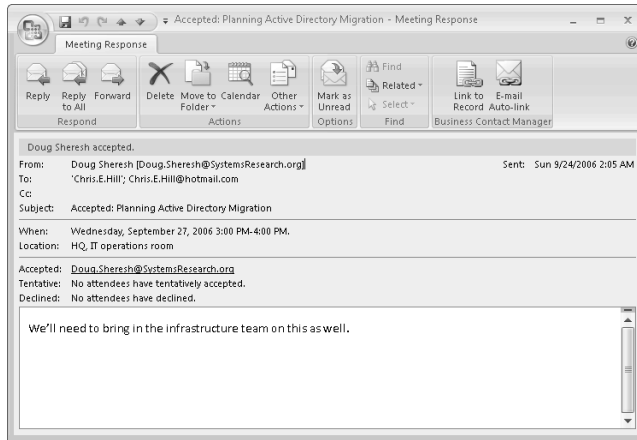 Accepted: Planning Active Directory Migration - Meeting Response
Meeting Response
Reply Reply to All Forward
Respond
Delete Move to Folder Calendar Other Actions
Actions
Mark as Unread
Options
Find
Related
Select
Find
Link to Record E-mail Auto-link
Business Contact Manager
Doug Sheresh accepted.
From: Doug Sheresh [Doug.Sheresh@SystemsResearch.org] Sent: Sun 9/24/2006 2:05 AM
To: 'Chris.E.Hill'; Chris.E.Hill@hotmail.com
Cc:
Subject: Accepted: Planning Active Directory Migration
When: Wednesday, September 27, 2006 3:00 PM-4:00 PM.
Location: HQ, IT operations room
Accepted: Doug.Sheresh@SystemsResearch.org
Tentative: No attendees have tentatively accepted.
Declined: No attendees have declined.
We'll need to bring in the infrastructure team on this as well.